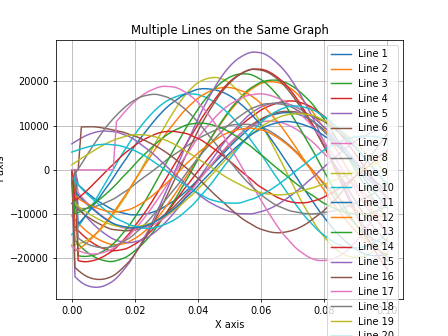 Multiple Lines on the Same Graph
20000
10000
0
−10000
−20000
0.00
0.02
0.04
0.06
X axis
Line 1
Line 2
Line 3
Line 4
Line 5
Line 6
Line 7
Line 8
Line 9
Line 10
Line 11
Line 12
Line 13
Line 14
Line 15
Line 16
Line 17
Line 18
Line 19
Line 20